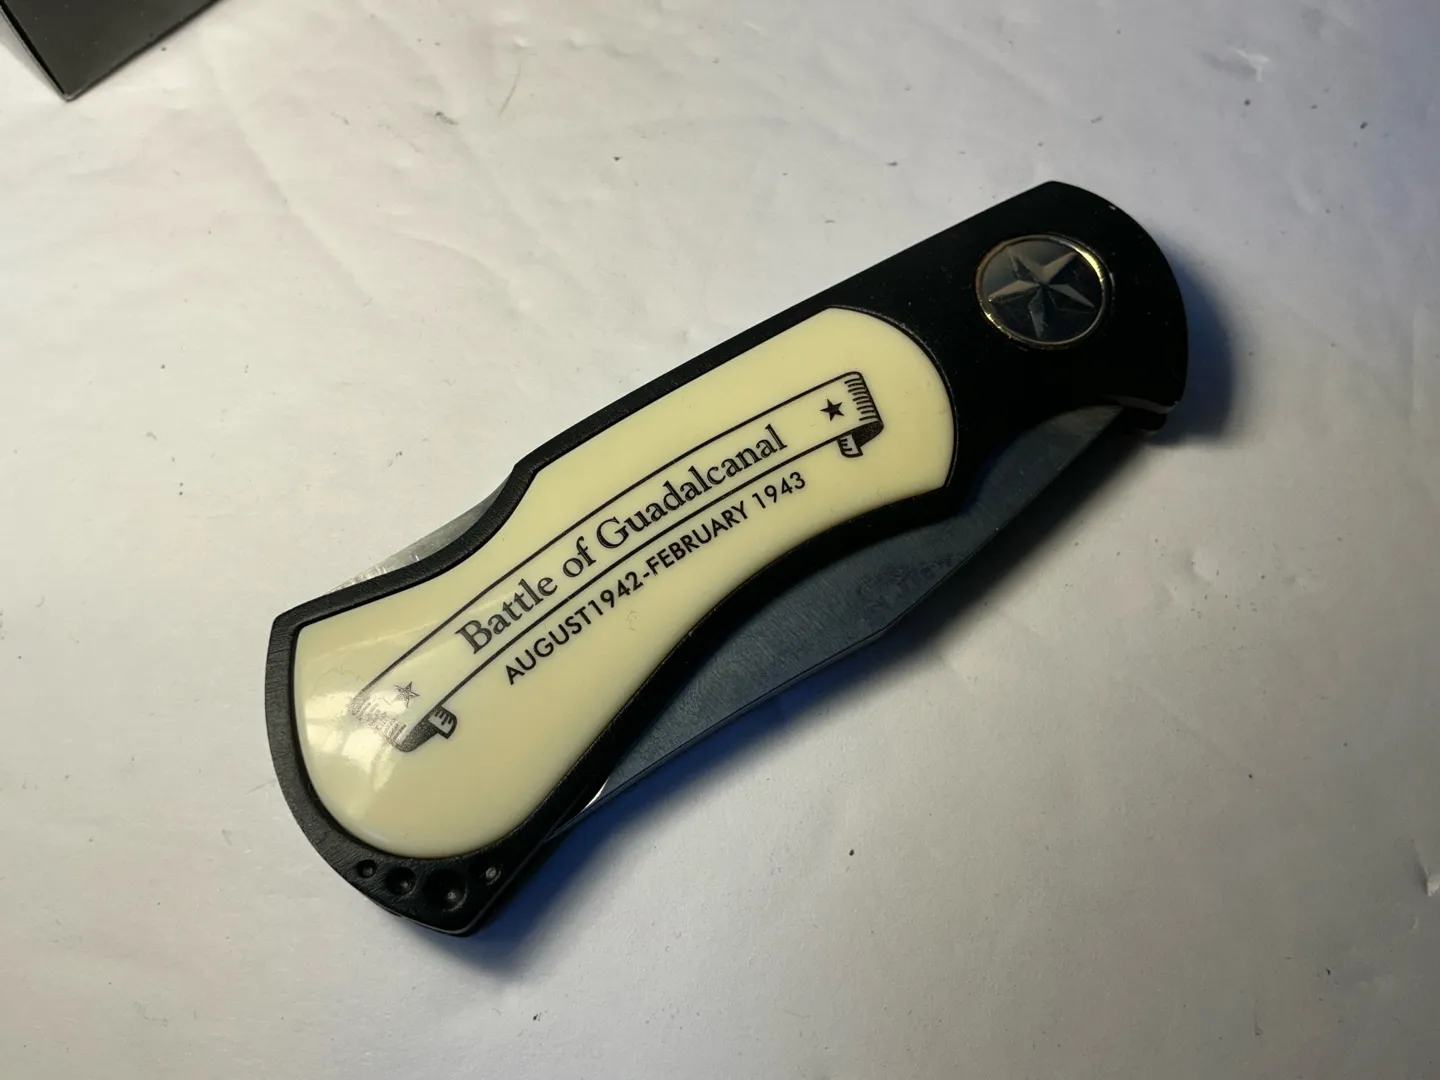 Battle of Guadalcanal
AUGUST1942-FEBRUARY 1943